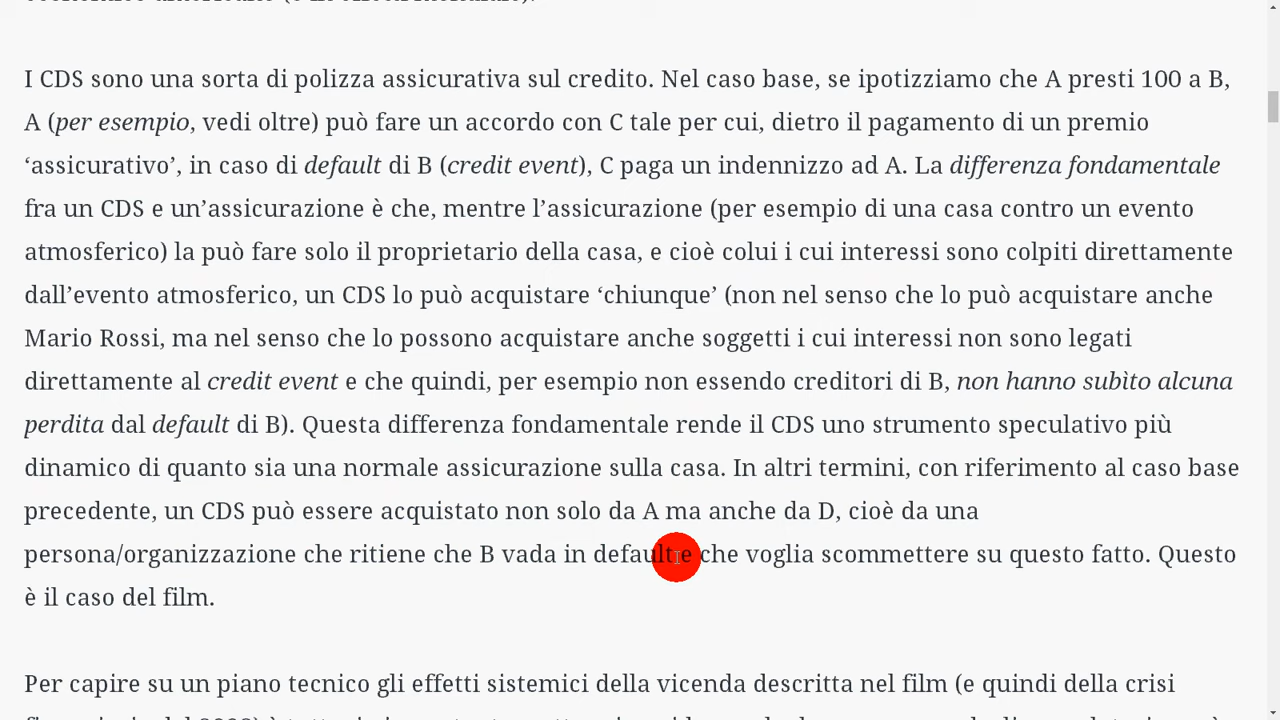 I CDS sono una sorta di polizza assicurativa sul credito. Nel caso base, se ipotizziamo che A presti 100 a B,
A (per esempio, vedi oltre) può fare un accordo con C tale per cui, dietro il pagamento di un premio
‘assicurativo’, in caso di default di B (credit event), C paga un indennizzo ad A. La differenza fondamentale
fra un CDS e un’assicurazione è che, mentre l’assicurazione (per esempio di una casa contro un evento
atmosferico) la può fare solo il proprietario della casa, e cioè colui i cui interessi sono colpiti direttamente
dall’evento atmosferico, un CDS lo può acquistare ‘chiunque’ (non nel senso che lo può acquistare anche
Mario Rossi, ma nel senso che lo possono acquistare anche soggetti i cui interessi non sono legati
direttamente al credit event e che quindi, per esempio non essendo creditori di B, non hanno subìto alcuna
perdita dal default di B). Questa differenza fondamentale rende il CDS uno strumento speculativo più
dinamico di quanto sia una normale assicurazione sulla casa. In altri termini, con riferimento al caso base
precedente, un CDS può essere acquistato non solo da A ma anche da D, cioè da una
persona/organizzazione che ritiene che B vada in default e che voglia scommettere su questo fatto. Questo
è il caso del film.
Per capire su un piano tecnico gli effetti sistemici della vicenda descritta nel film (e quindi della crisi